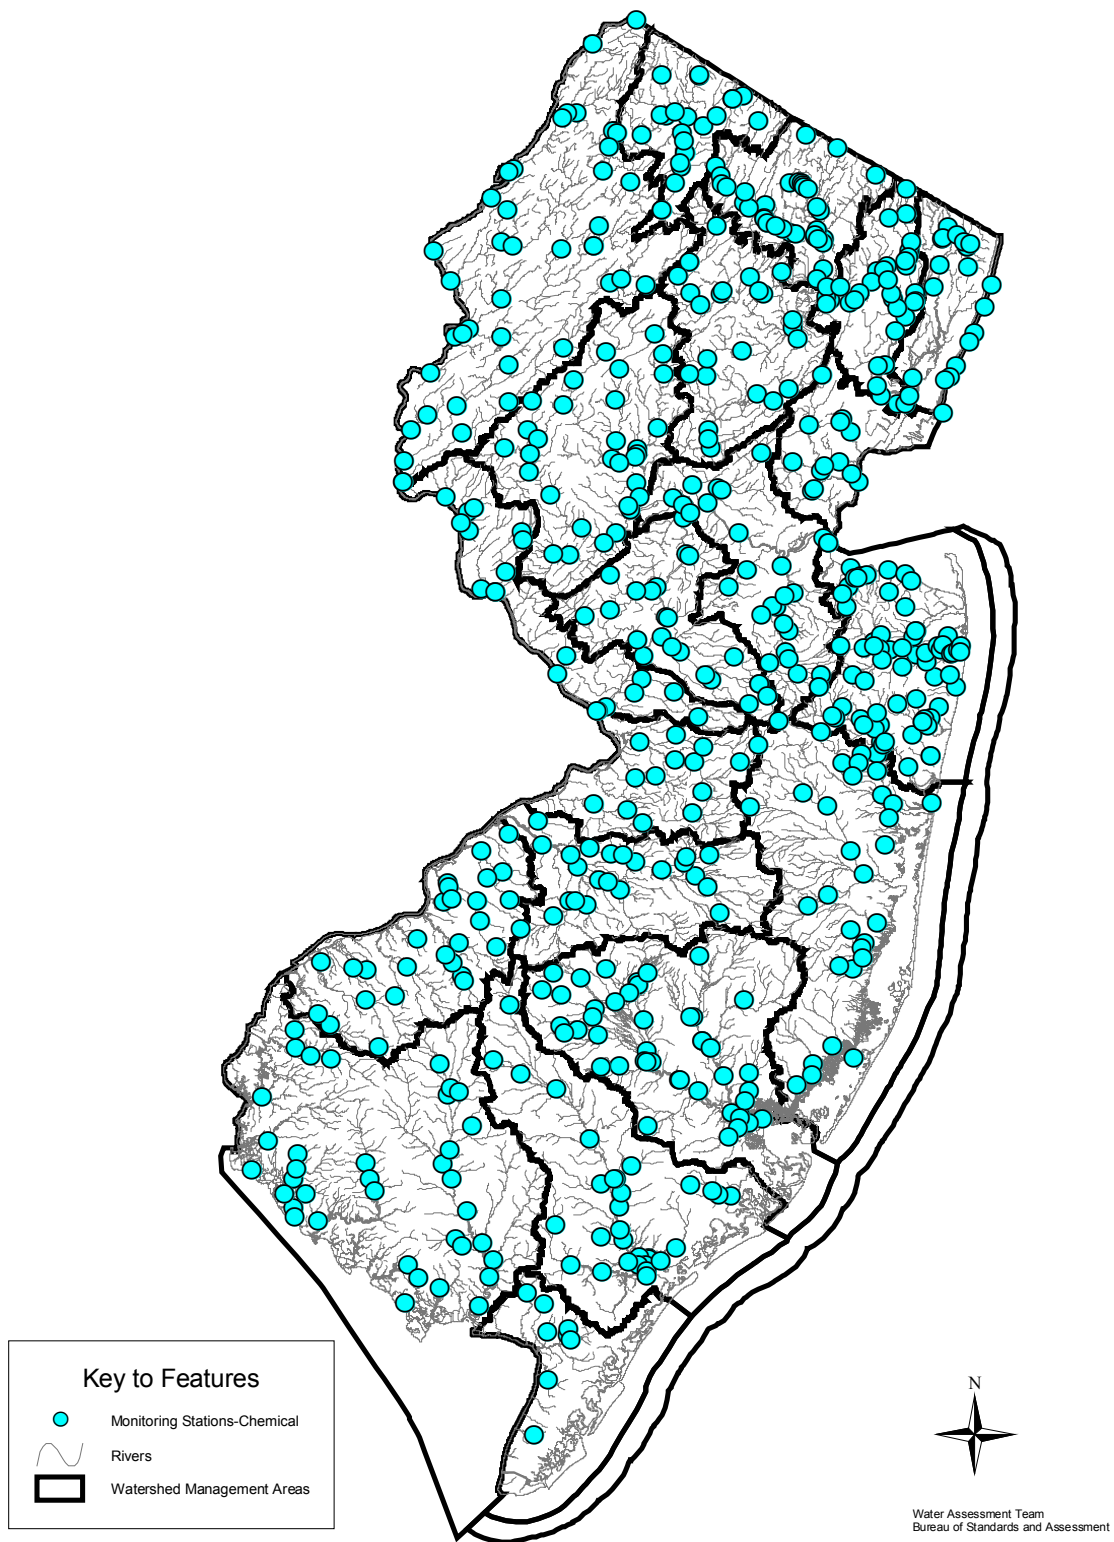 Key to Features
Monitoring Stations-Chemical
Rivers
Watershed Management Areas
N
Water Assessment Team
Bureau of Standards and Assessment